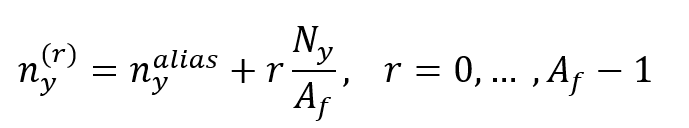 n_y^{(r)} = n_y^{alias} + r \frac{N_y}{A_f}, r = 0, … , A_f − 1